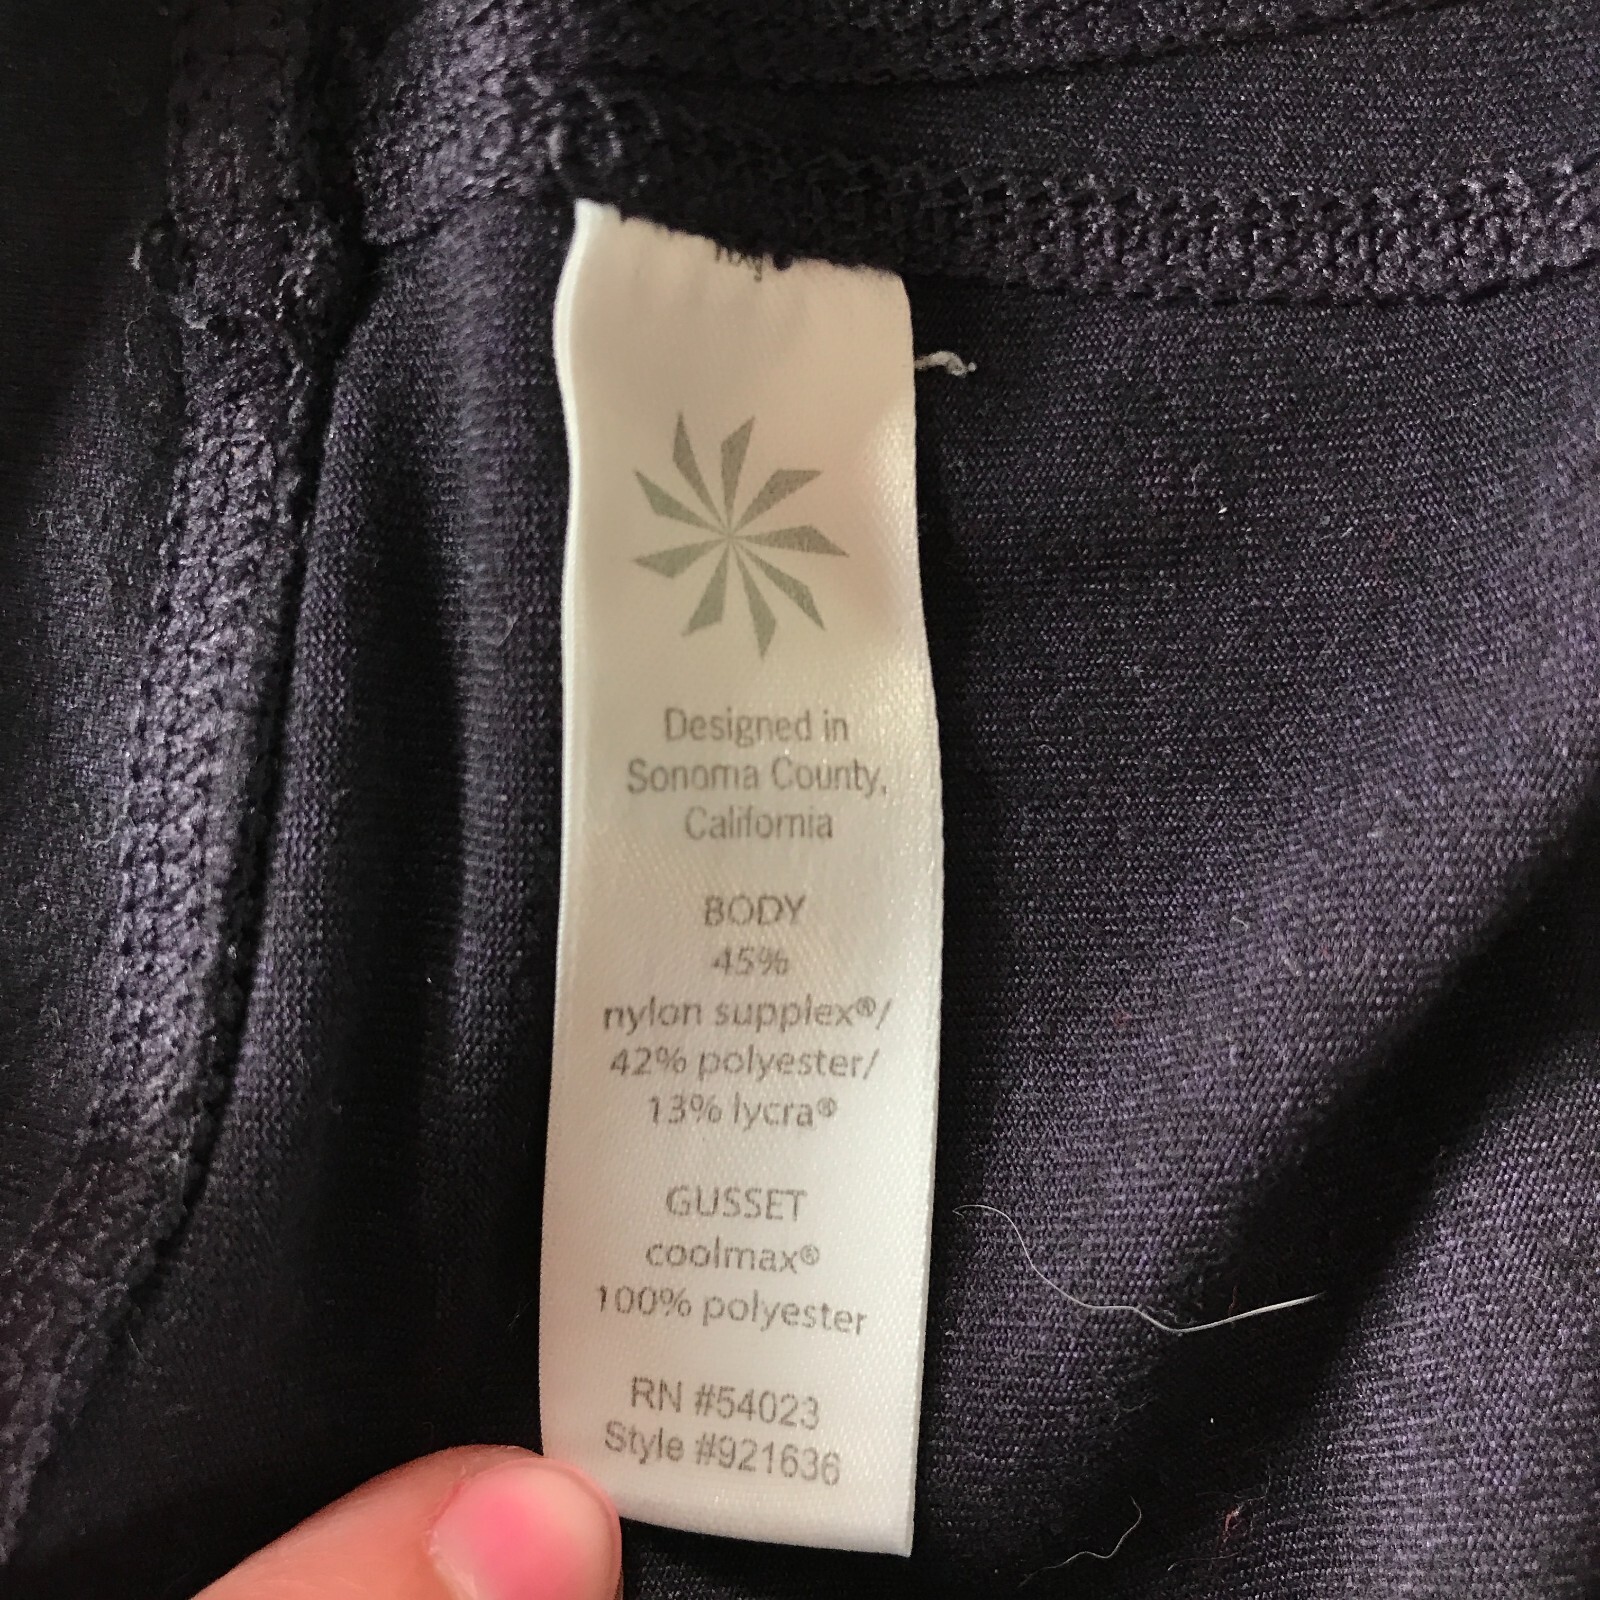 Designed in
Sonoma County,
California
BODY
45%
nylon supplex®/
42% polyester/
13% lycra®
GUSSET
coolmax®
100% polyester
RN #54023
Style #921636